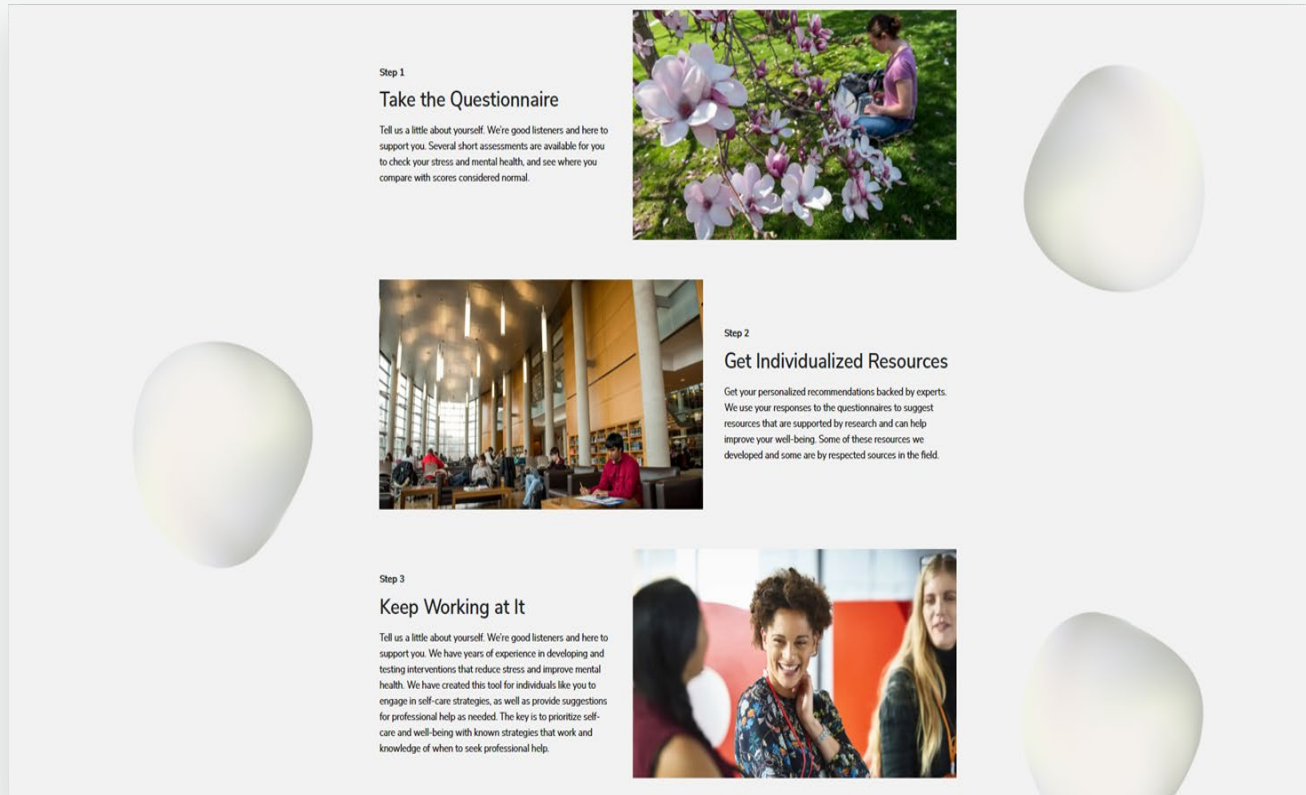 Step 1
Take the Questionnaire
Tell us a little about yourself. We're good listeners and here to
support you. Several short assessments are available for you
to check your stress and mental health, and see where you
compare with scores considered normal.
Step 2
Get Individualized Resources
Get your personalized recommendations backed by experts.
We use your responses to the questionnaires to suggest
resources that are supported by research and can help
improve your well-being. Some of these resources we
developed and some are by respected sources in the field.
Step 3
Keep Working at It
Tell us a little about yourself. We're good listeners and here to
support you. We have years of experience in developing and
testing interventions that reduce stress and improve mental
health. We have created this tool for individuals like you to
engage in self-care strategies, as well as provide suggestions
for professional help as needed. The key is to prioritize self-
care and well-being with known strategies that work and
knowledge of when to seek professional help.